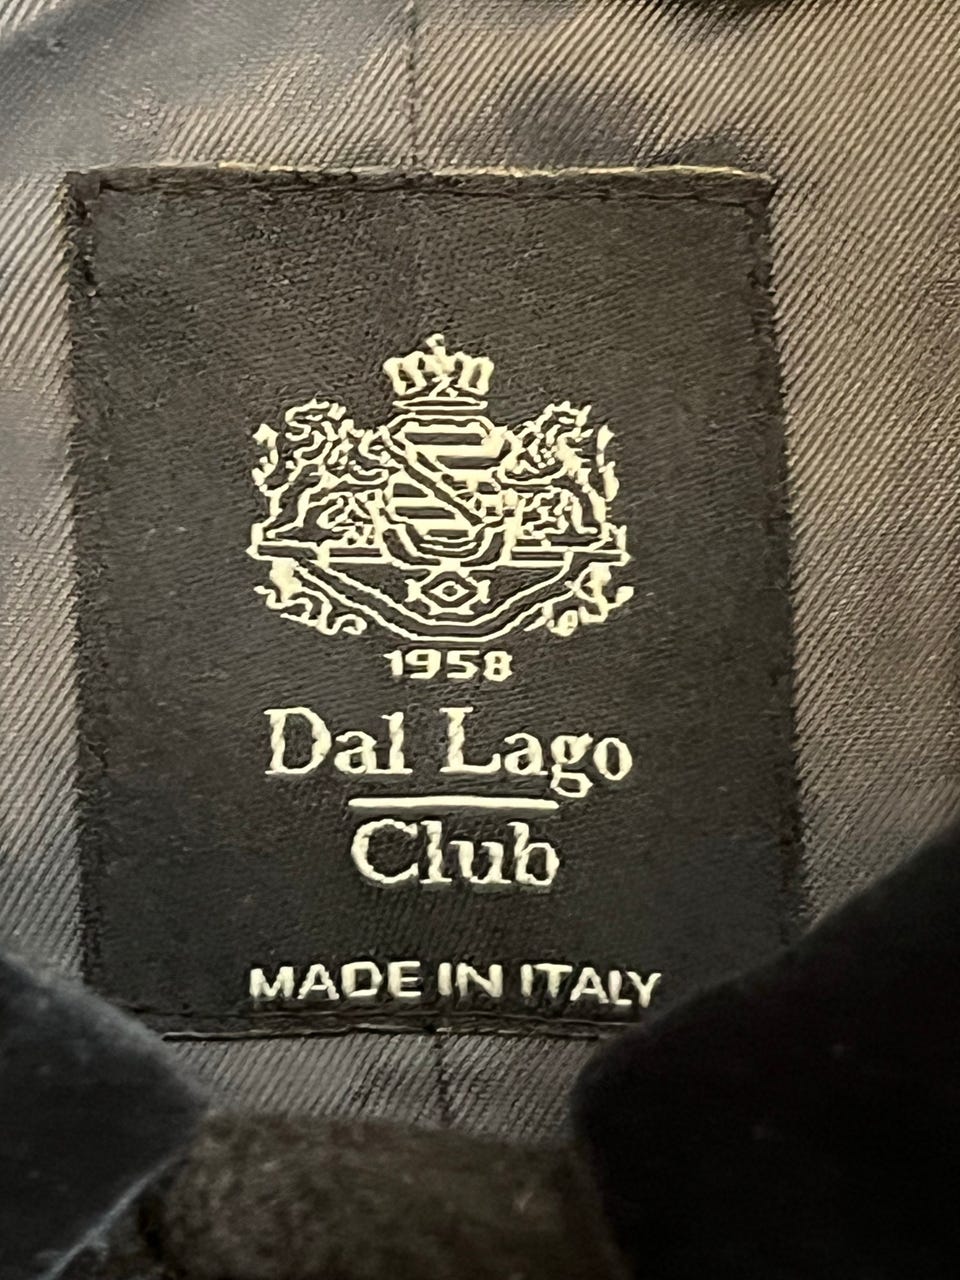 1958
Dal Lago
Club
MADE IN ITALY